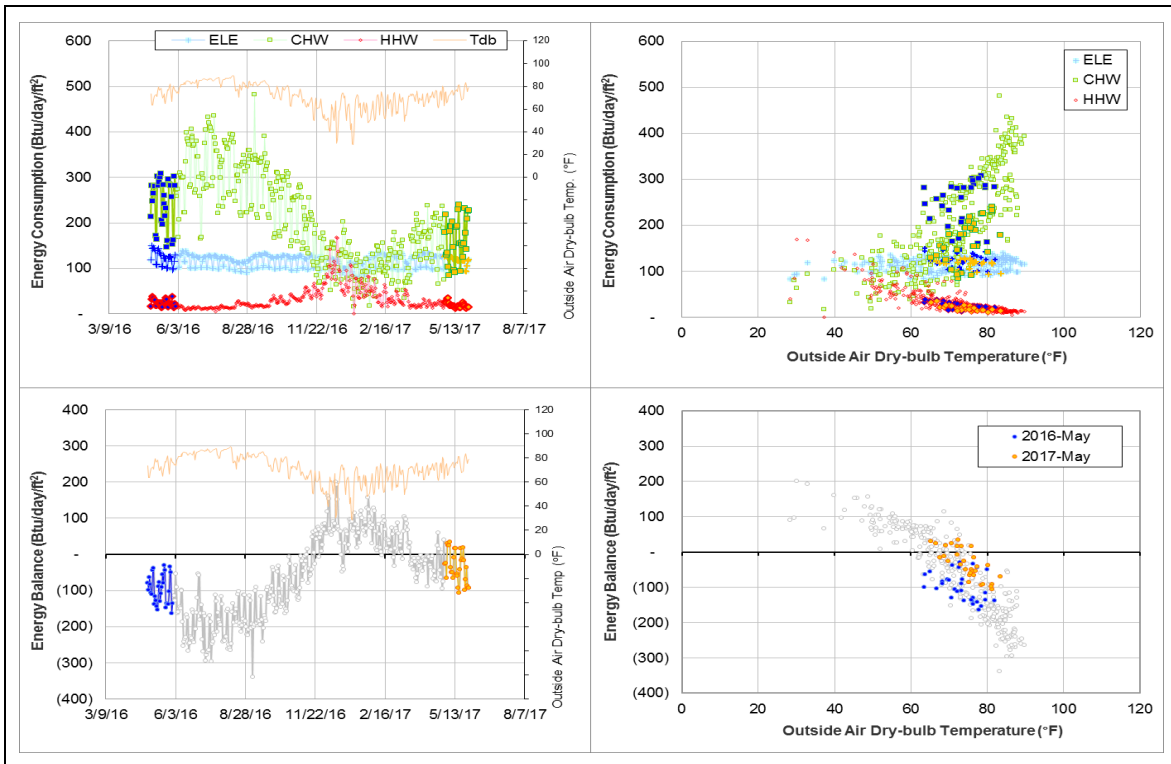 ELE CHW HHW Tdb
Energy Consumption (Btu/day/ft²)
600
500
400
300
200
100
-
120
100
80
60
40
20
0
Outside Air Dry-bulb Temp. (°F)
3/9/16 6/3/16 8/28/16 11/22/16 2/16/17 5/13/17 8/7/17
ELE
CHW
HHW
Energy Consumption (Btu/day/ft²)
600
500
400
300
200
100
-
0 20 40 60 80 100 120
Outside Air Dry-bulb Temperature (°F)
Energy Balance (Btu/day/ft²)
400
300
200
100
-
(100)
(200)
(300)
(400)
120
100
80
60
40
20
0
Outside Air Dry-bulb Temp (°F)
3/9/16 6/3/16 8/28/16 11/22/16 2/16/17 5/13/17 8/7/17
2016-May
2017-May
Energy Balance (Btu/day/ft²)
400
300
200
100
-
(100)
(200)
(300)
(400)
0 20 40 60 80 100 120
Outside Air Dry-bulb Temperature (°F)